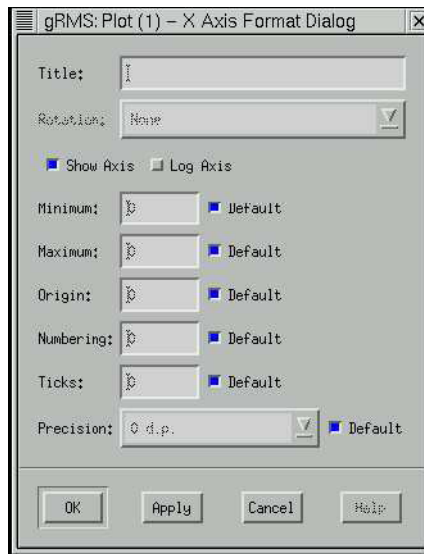 gRMS: Plot (1) – X Axis Format Dialog
Title:
Rotation: None
Show Axis Log Axis
Minimum: 0 Default
Maximum: 0 Default
Origin: 0 Default
Numbering: 0 Default
Ticks: 0 Default
Precision: 0 d.p. Default
OK Apply Cancel Help